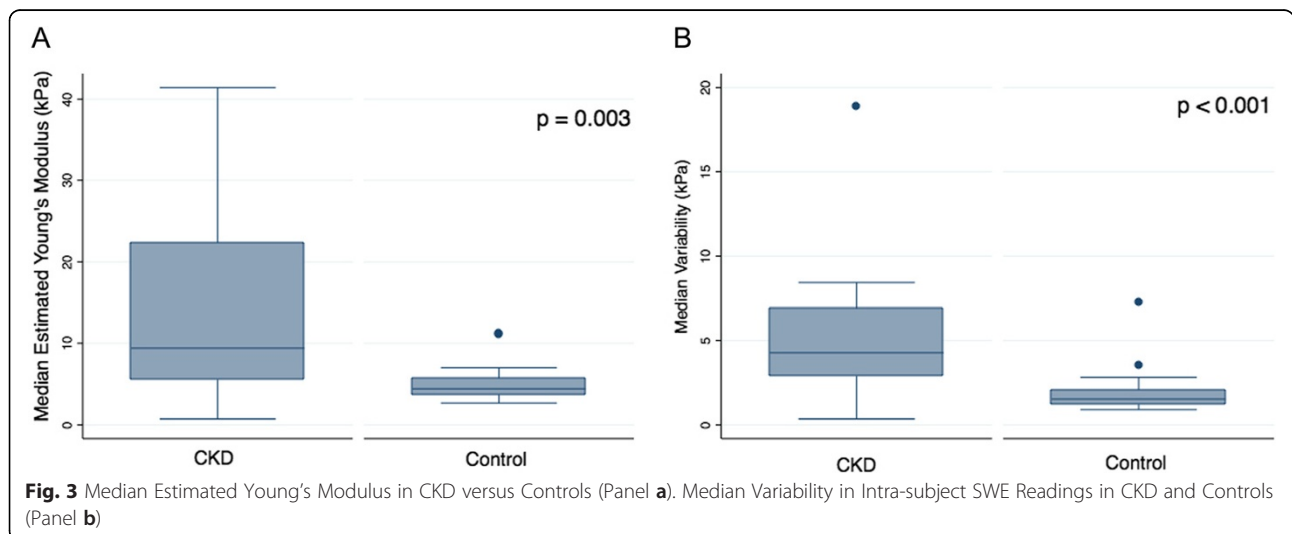 A
B
Median Estimated Young's Modulus (kPa)
40
30
20
10
0
p = 0.003
CKD
Control
Median Variability (kPa)
20
15
10
5
0
p < 0.001
CKD
Control
Fig. 3 Median Estimated Young's Modulus in CKD versus Controls (Panel a). Median Variability in Intra-subject SWE Readings in CKD and Controls
(Panel b)